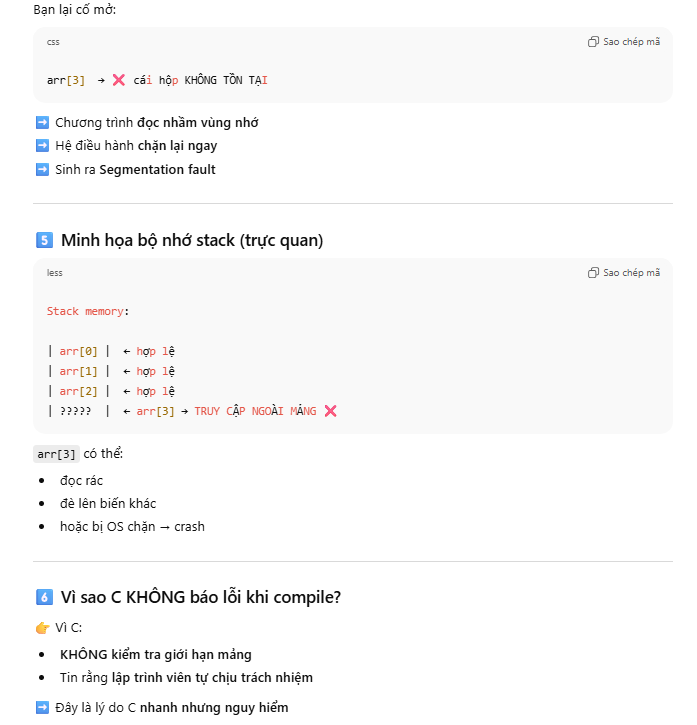 Bạn lại cố mở:
css
Sao chép mã
arr[3] → ❌ cái hộp KHÔNG TỒN TẠI
➡️ Chương trình đọc nhầm vùng nhớ
➡️ Hệ điều hành chặn lại ngay
➡️ Sinh ra Segmentation fault
5️⃣ Minh họa bộ nhớ stack (trực quan)
less
Sao chép mã
Stack memory:
| arr[0] | ← hợp lệ
| arr[1] | ← hợp lệ
| arr[2] | ← hợp lệ
| ????? | ← arr[3] → TRUY CẬP NGOÀI MẢNG ❌
arr[3] có thể:
• đọc rác
• đè lên biến khác
• hoặc bị OS chặn → crash
6️⃣ Vì sao C KHÔNG báo lỗi khi compile?
👉 Vì C:
• KHÔNG kiểm tra giới hạn mảng
• Tin rằng lập trình viên tự chịu trách nhiệm
➡️ Đây là lý do C nhanh nhưng nguy hiểm